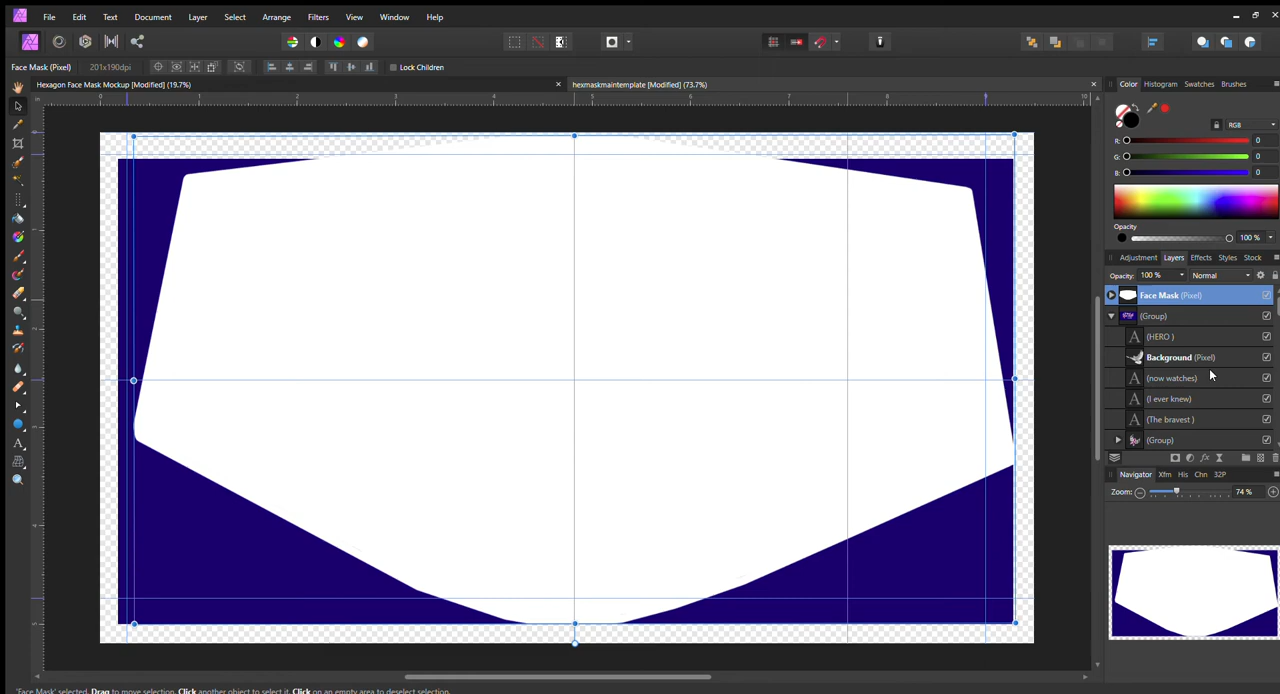 File Edit Text Document Layer Select Arrange Filters View Window Help
Face Mask (Pixel) 201x190dpi Lock Children
Hexagon Face Mask Mockup [Modified] (19.7%) hexmaskmaintemplate [Modified] (73.7%)
Color Histogram Swatches Brushes
RGB
R: 0
G: 0
B: 0
Opacity
100 %
Adjustment Layers Effects Styles Stock
Opacity: 100 % Normal
Face Mask (Pixel)
(Group)
(HERO )
Background (Pixel)
(now watches)
(I ever knew)
(The bravest )
(Group)
Navigator Xfm His Chn 32P
Zoom: 74 %
'Face Mask' selected. Drag to move selection. Click another object to select it. Click on an empty area to deselect selection.